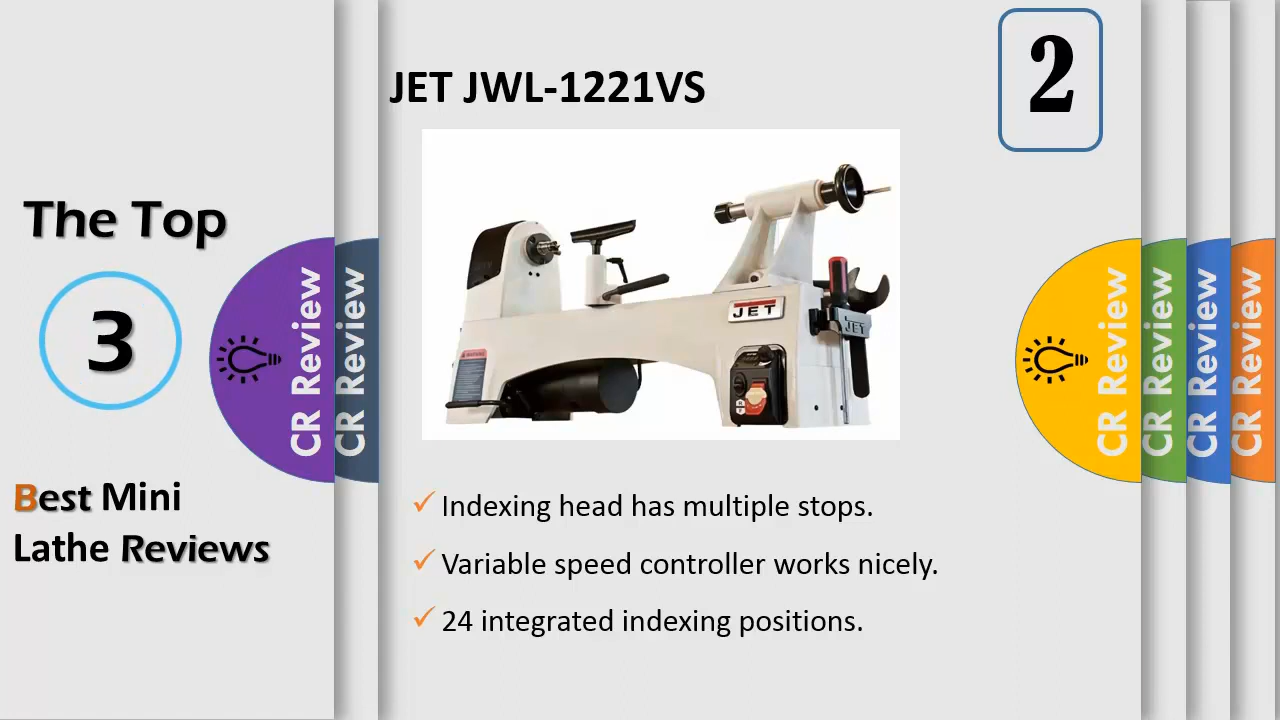 The Top
3
Best Mini
Lathe Reviews
CR Review
CR Review
JET JWL-1221VS
2
JET
JET
Indexing head has multiple stops.
Variable speed controller works nicely.
24 integrated indexing positions.
CR Review
CR Review
CR Review
CR Review